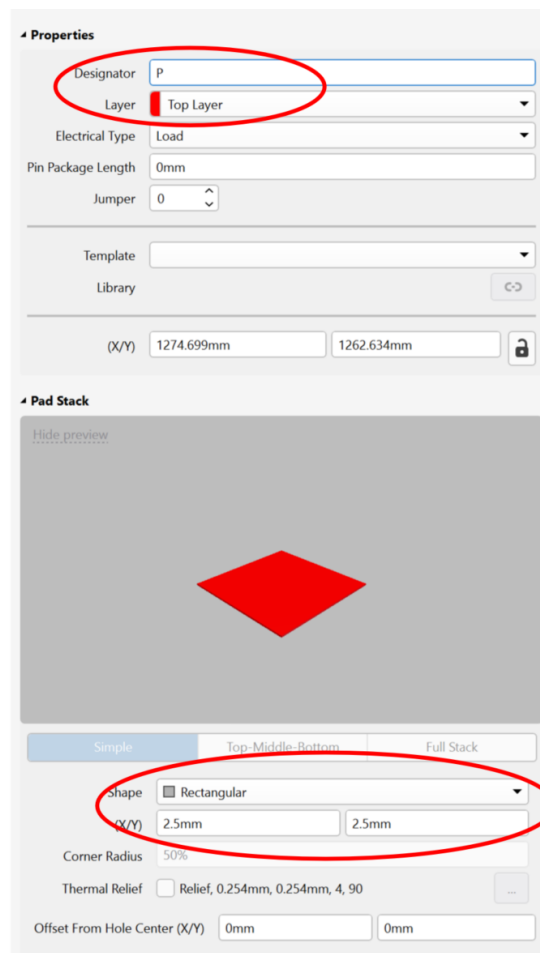 Properties
Designator P
Layer Top Layer
Electrical Type Load
Pin Package Length 0mm
Jumper 0
Template
Library
(X/Y) 1274.699mm 1262.634mm
Pad Stack
Hide preview
Simple Top-Middle-Bottom Full Stack
Shape Rectangular
(X/Y) 2.5mm 2.5mm
Corner Radius 50%
Thermal Relief Relief, 0.254mm, 0.254mm, 4, 90 ...
Offset From Hole Center (X/Y) 0mm 0mm